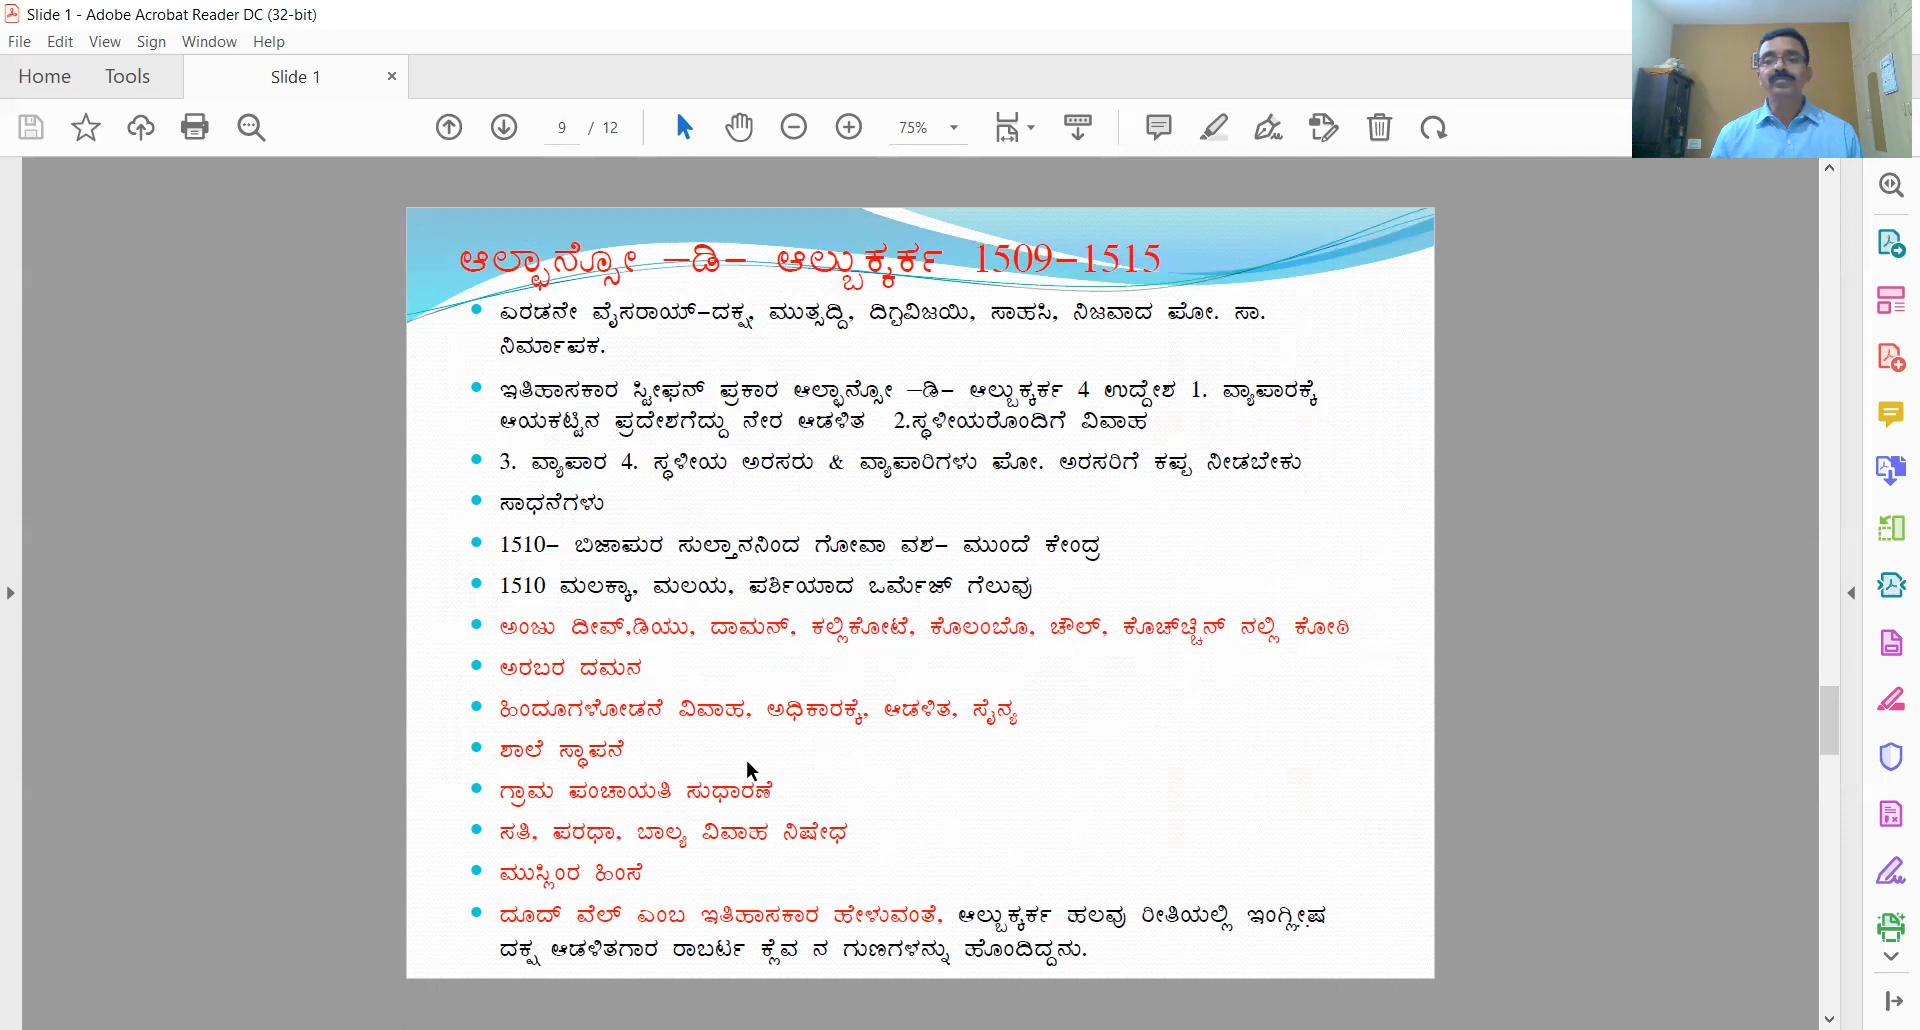 Slide 1 - Adobe Acrobat Reader DC (32-bit)
File Edit View Sign Window Help
Home Tools Slide 1 ×
9 / 12 75%
ಆಲ್ಫಾನ್ಸೋ –ಡಿ– ಆಲ್ಬುಕ್ಕರ್ಕ 1509–1515
ಎರಡನೇ ವೈಸರಾಯ್–ದಕ್ಷ, ಮುತ್ಸದ್ದಿ, ದಿಗ್ವಿಜಯಿ, ಸಾಹಸಿ, ನಿಜವಾದ ಪೋ. ಸಾ.
ನಿರ್ಮಾಪಕ.
ಇತಿಹಾಸಕಾರ ಸ್ಟೀಫನ್ ಪ್ರಕಾರ ಆಲ್ಫಾನ್ಸೋ –ಡಿ– ಆಲ್ಬುಕ್ಕರ್ಕ 4 ಉದ್ದೇಶ 1. ವ್ಯಾಪಾರಕ್ಕೆ
ಆಯಕಟ್ಟಿನ ಪ್ರದೇಶಗೆದ್ದು ನೇರ ಆಡಳಿತ 2.ಸ್ಥಳೀಯರೊಂದಿಗೆ ವಿವಾಹ
3. ವ್ಯಾಪಾರ 4. ಸ್ಥಳೀಯ ಅರಸರು & ವ್ಯಾಪಾರಿಗಳು ಪೋ. ಅರಸರಿಗೆ ಕಪ್ಪ ನೀಡಬೇಕು
ಸಾಧನೆಗಳು
1510– ಬಿಜಾಪುರ ಸುಲ್ತಾನನಿಂದ ಗೋವಾ ವಶ– ಮುಂದೆ ಕೇಂದ್ರ
1510 ಮಲಕ್ಕಾ, ಮಲಯ, ಪರ್ಶಿಯಾದ ಒರ್ಮೆಜ್ ಗೆಲುವು
ಅಂಜು ದೀವ್,ಡಿಯು, ದಾಮನ್, ಕಲ್ಲಿಕೋಟೆ, ಕೊಲಂಬೊ, ಚೌಲ್, ಕೊಚ್ಚಿನ್ ನಲ್ಲಿ ಕೋಠಿ
ಅರಬರ ದಮನ
ಹಿಂದೂಗಳೋಡನೆ ವಿವಾಹ, ಅಧಿಕಾರಕ್ಕೆ, ಆಡಳಿತ, ಸೈನ್ಯ
ಶಾಲೆ ಸ್ಥಾಪನೆ
ಗ್ರಾಮ ಪಂಚಾಯತಿ ಸುಧಾರಣೆ
ಸತಿ, ಪರಧಾ, ಬಾಲ್ಯ ವಿವಾಹ ನಿಷೇಧ
ಮುಸ್ಲಿಂರ ಹಿಂಸೆ
ದೂದ್ ವೆಲ್ ಎಂಬ ಇತಿಹಾಸಕಾರ ಹೇಳುವಂತೆ, ಆಲ್ಬುಕ್ಕರ್ಕ ಹಲವು ರೀತಿಯಲ್ಲಿ ಇಂಗ್ಲೀಷ
ದಕ್ಷ ಆಡಳಿತಗಾರ ರಾಬರ್ಟ ಕ್ಲೆವ ನ ಗುಣಗಳನ್ನು ಹೊಂದಿದ್ದನು.